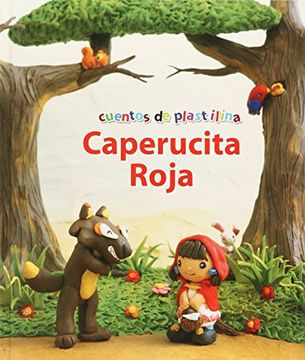 cuentos de plastilina
Caperucita
Roja